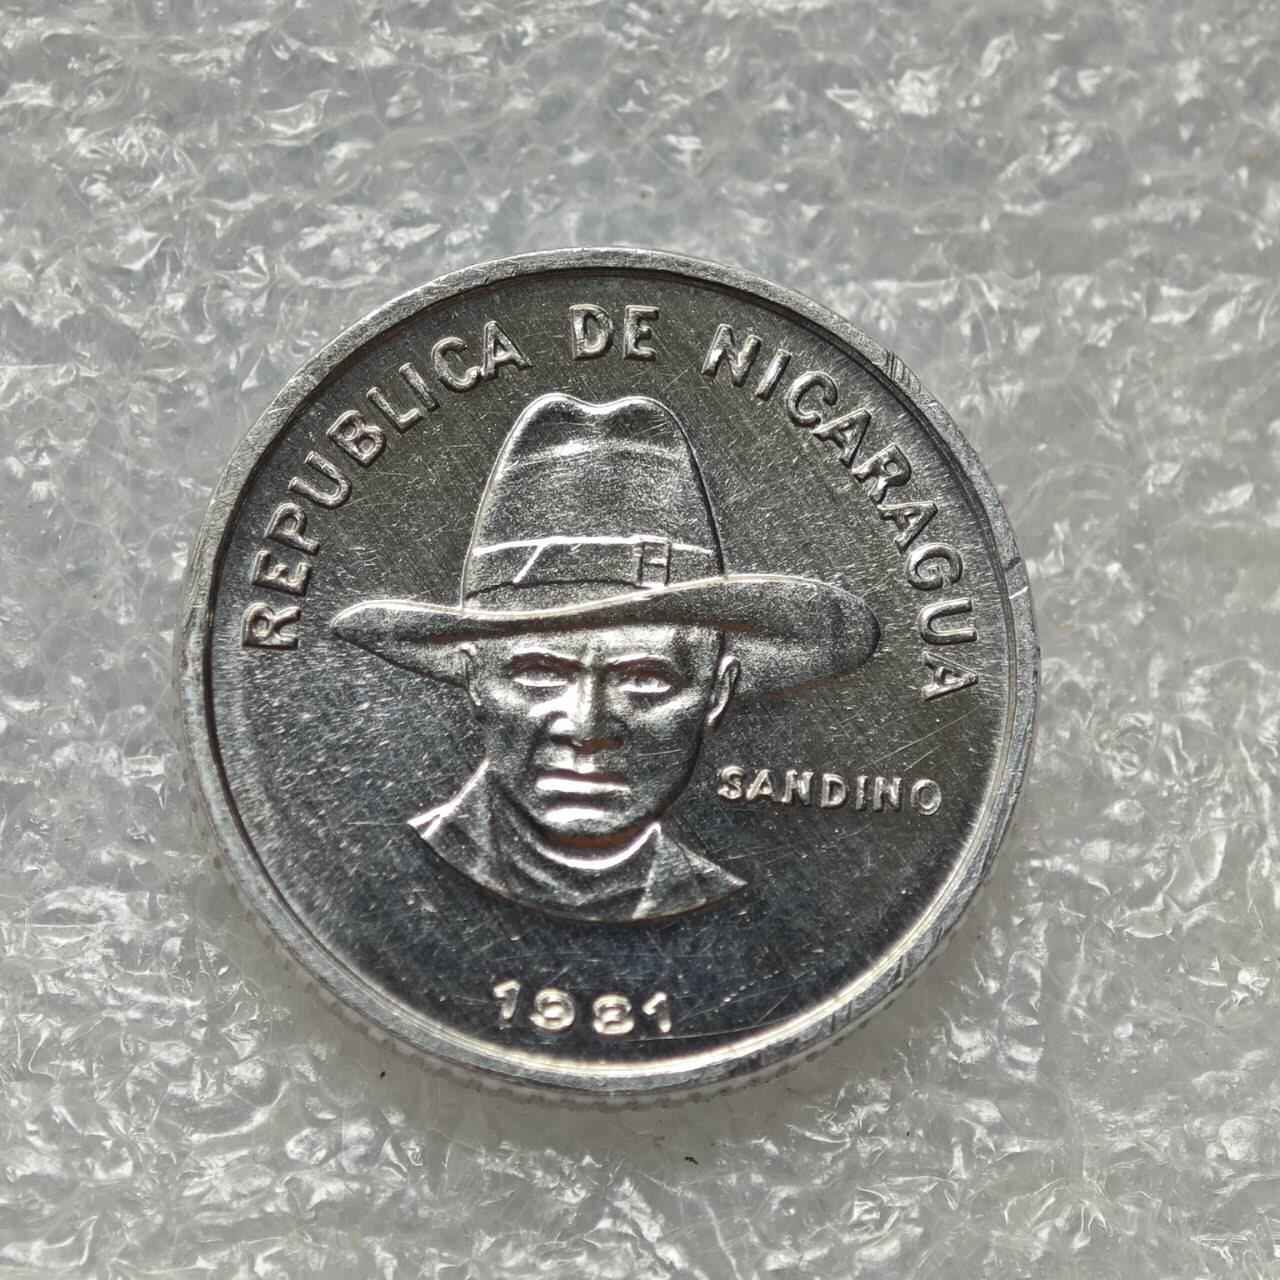 REPUBLICA DE NICARAGUA
SANDINO
1981